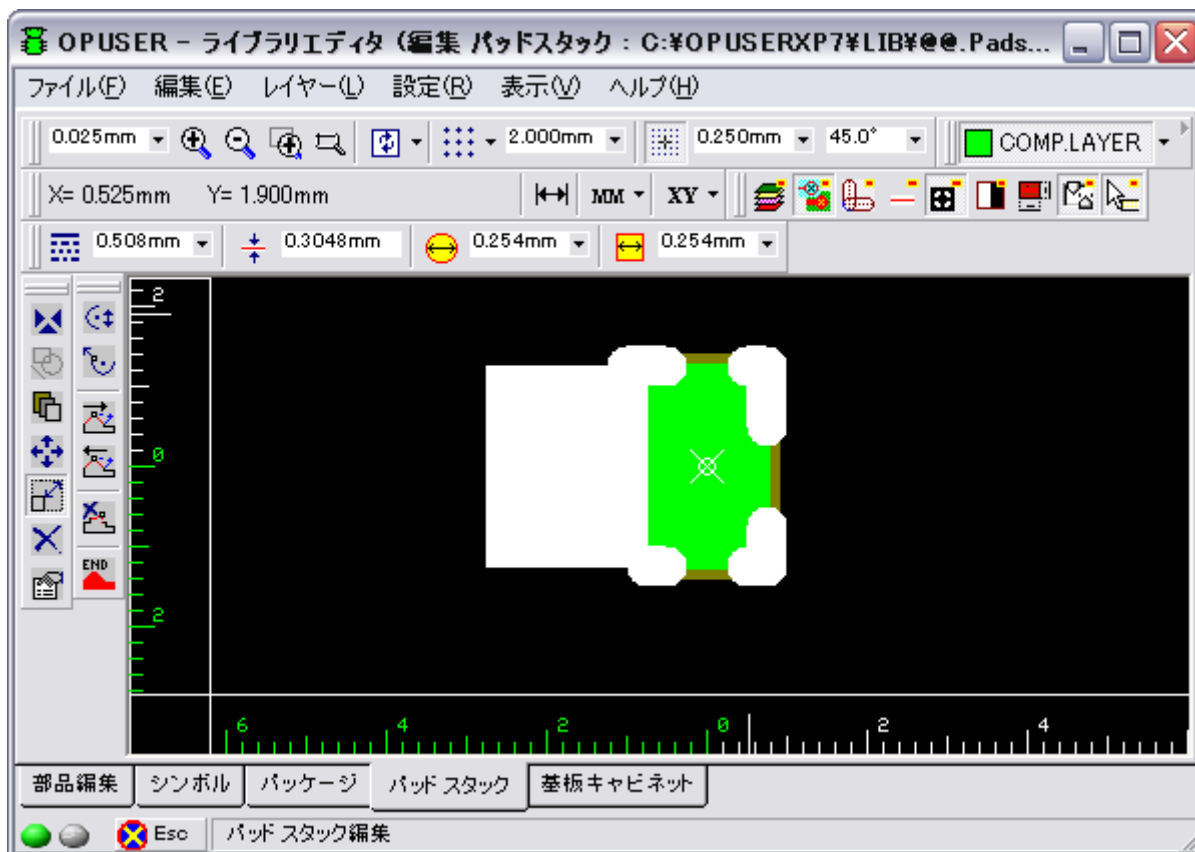 OPUSER - ライブラリエディタ (編集 パッドスタック : C:¥OPUSERXP7¥LIB¥@@.Pads...
ファイル(F) 編集(E) レイヤー(L) 設定(R) 表示(V) ヘルプ(H)
0.025mm 2.000mm 0.250mm 45.0° COMP.LAYER
X= 0.525mm Y= 1.900mm MM XY
0.508mm 0.3048mm 0.254mm 0.254mm
2
0
END
2
6 4 2 0 2 4
部品編集 シンボル パッケージ パッド スタック 基板キャビネット
Esc パッド スタック編集